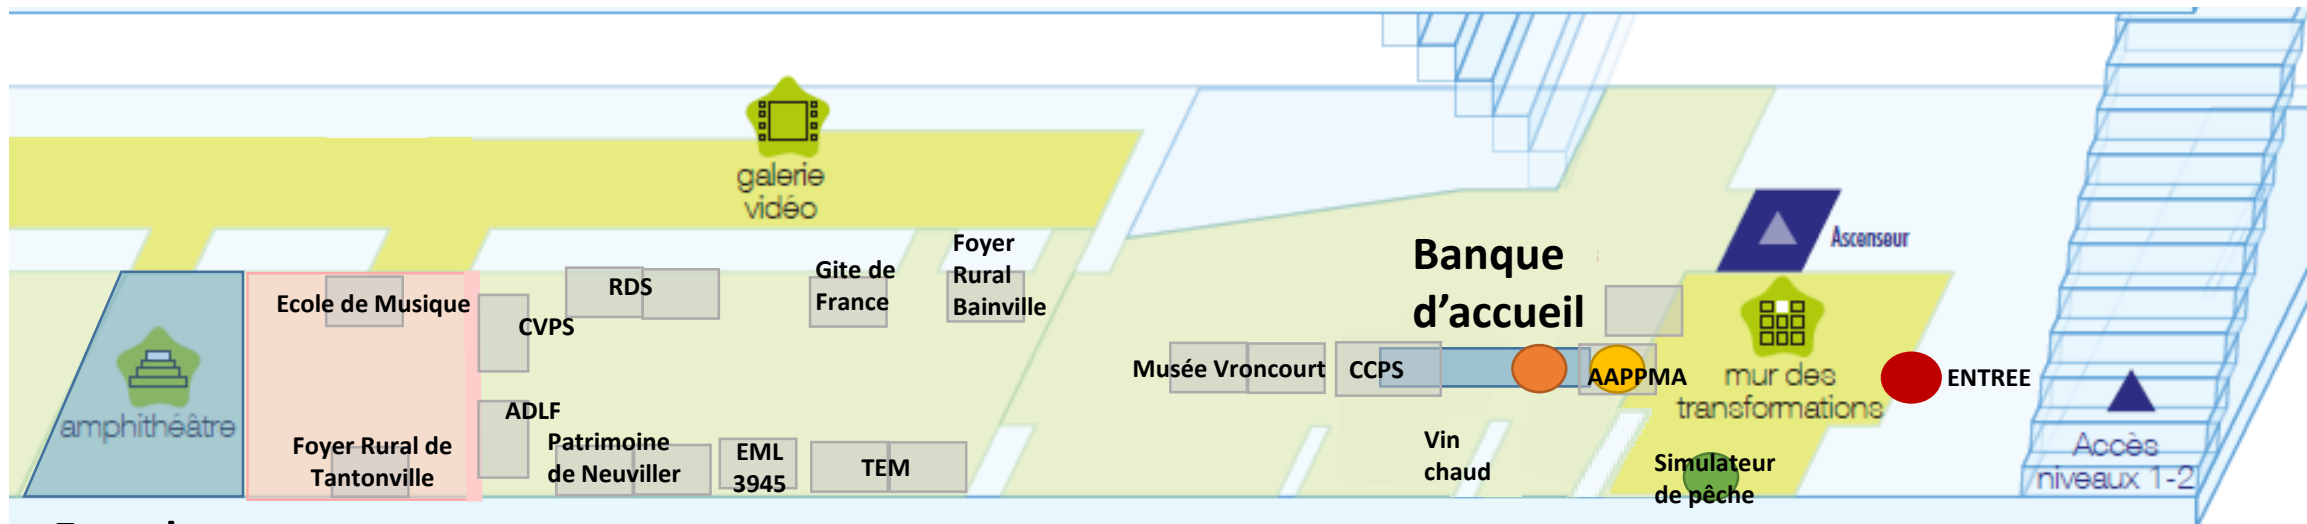 galerie
vidéo
Ascenseur
Banque
d’accueil
Foyer
Rural
Bainville
Gite de
France
RDS
Ecole de Musique
CVPS
Musée Vroncourt
CCPS
AAPPMA
mur des
transformations
ENTREE
amphithéâtre
ADLF
Foyer Rural de
Tantonville
Patrimoine
de Neuviller
EML
3945
TEM
Vin
chaud
Simulateur
de pêche
Accès
niveaux 1-2